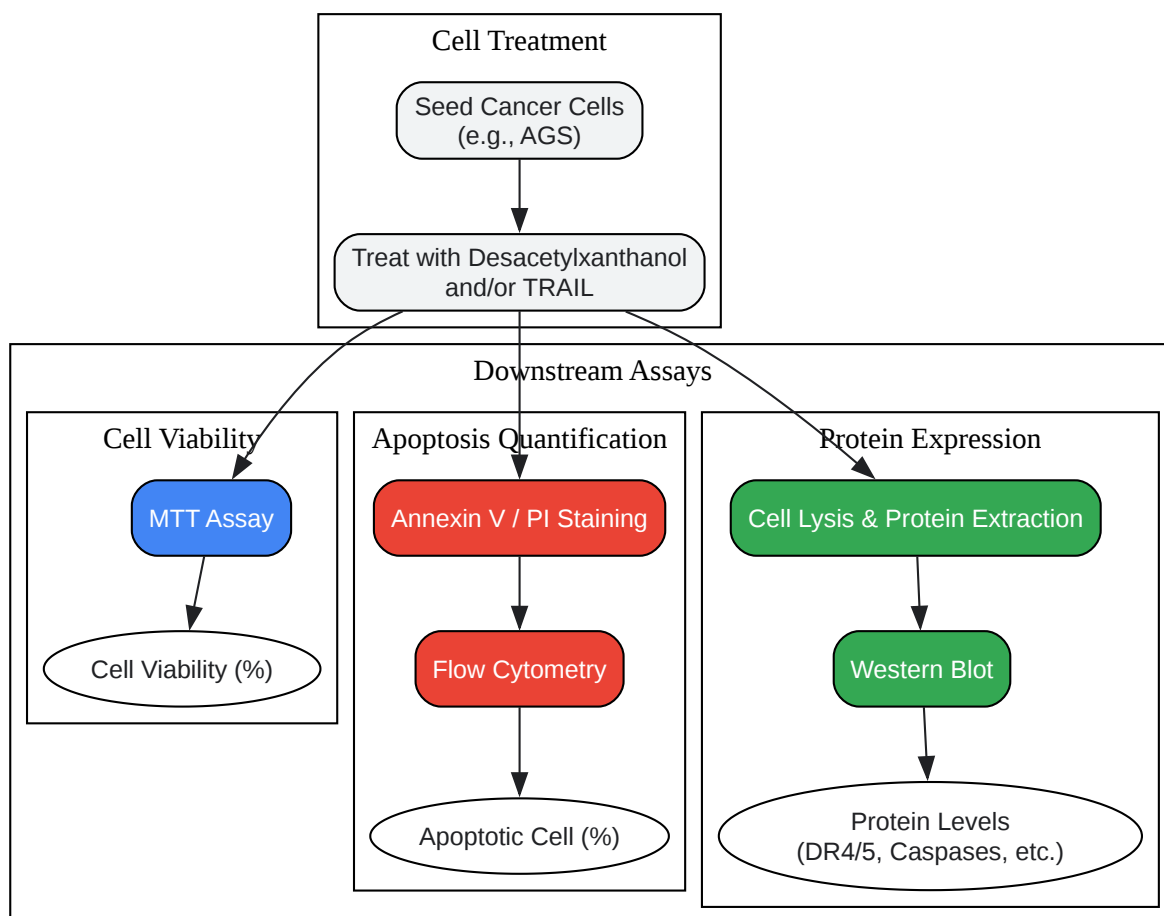 Cell Treatment
Seed Cancer Cells
(e.g., AGS)
Treat with Desacetylxanthanol
and/or TRAIL
Downstream Assays
Cell Viability
MTT Assay
Cell Viability (%)
Apoptosis Quantification
Annexin V / PI Staining
Flow Cytometry
Apoptotic Cell (%)
Protein Expression
Cell Lysis & Protein Extraction
Western Blot
Protein Levels
(DR4/5, Caspases, etc.)